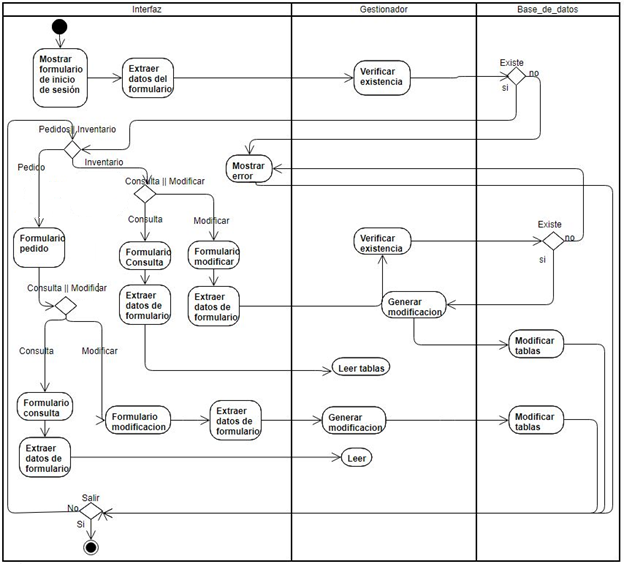 Interfaz
Gestionador
Base_de_datos
Mostrar
formulario
de inicio
de sesión
Extraer
datos del
formulario
Verificar
existencia
Existe
no
si
Pedidos||Inventario
Pedido
Inventario
Mostrar
error
Consulta || Modificar
Consulta
Modificar
Formulario
pedido
Formulario
Consulta
Formulario
modificar
Verificar
existencia
Existe
no
si
Extraer
datos de
formulario
Extraer
datos de
formulario
Generar
modificacion
Consulta || Modificar
Modificar
tablas
Consulta
Modificar
Leer tablas
Formulario
consulta
Formulario
modificacion
Extraer
datos de
formulario
Generar
modificacion
Modificar
tablas
Extraer
datos de
formulario
Leer
Salir
No
Si